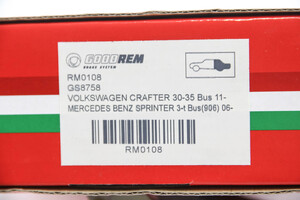 GOODREM
BRAKE SYSTEM
RM0108
GS8758
VOLKSWAGEN CRAFTER 30-35 Bus 11-
MERCEDES BENZ SPRINTER 3-t Bus(906) 06-
RM0108